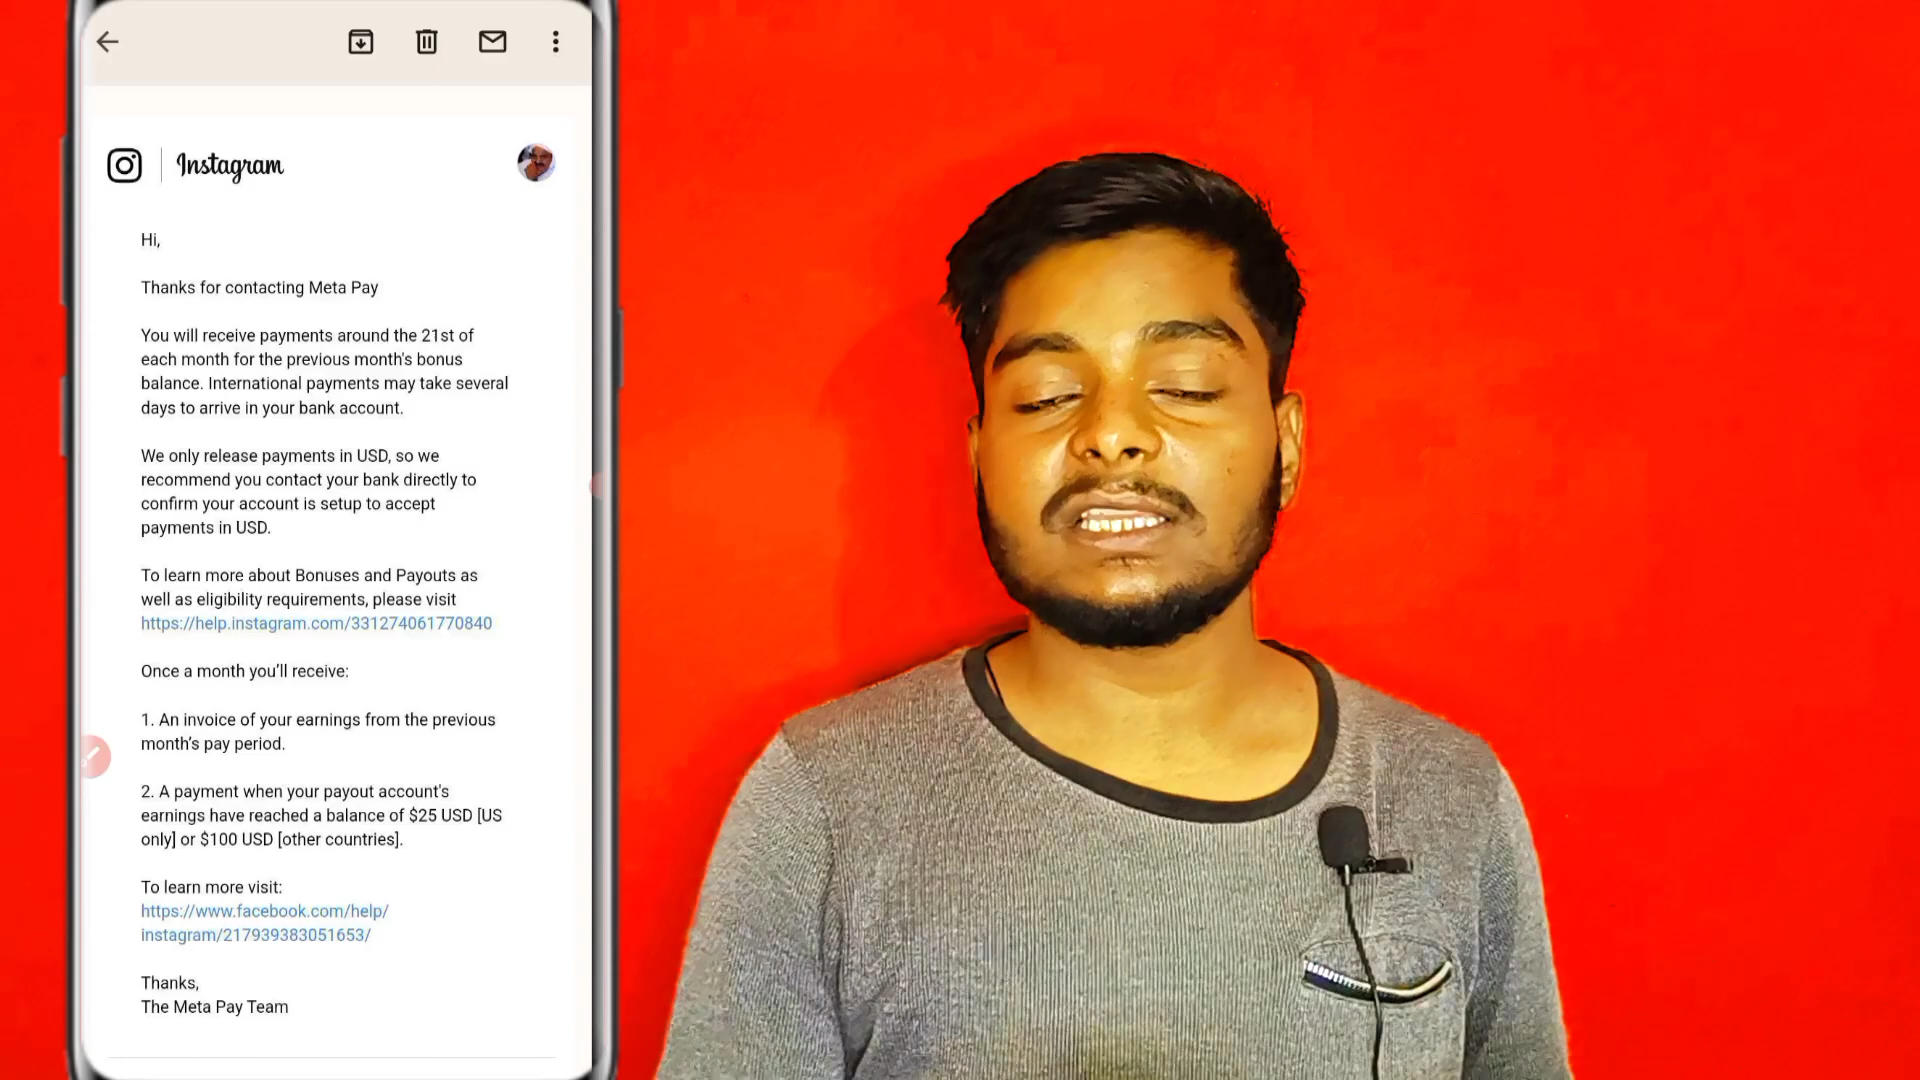 Instagram
Hi,
Thanks for contacting Meta Pay
You will receive payments around the 21st of
each month for the previous month's bonus
balance. International payments may take several
days to arrive in your bank account.
We only release payments in USD, so we
recommend you contact your bank directly to
confirm your account is setup to accept
payments in USD.
To learn more about Bonuses and Payouts as
well as eligibility requirements, please visit
https://help.instagram.com/331274061770840
Once a month you’ll receive:
1. An invoice of your earnings from the previous
month’s pay period.
2. A payment when your payout account's
earnings have reached a balance of $25 USD [US
only] or $100 USD [other countries].
To learn more visit:
https://www.facebook.com/help/
instagram/217939383051653/
Thanks,
The Meta Pay Team